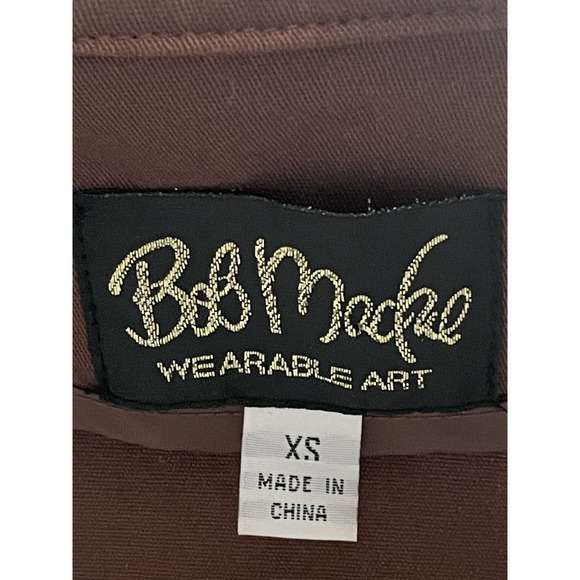 Bob Mackie
WEARABLE ART
XS
MADE IN
CHINA